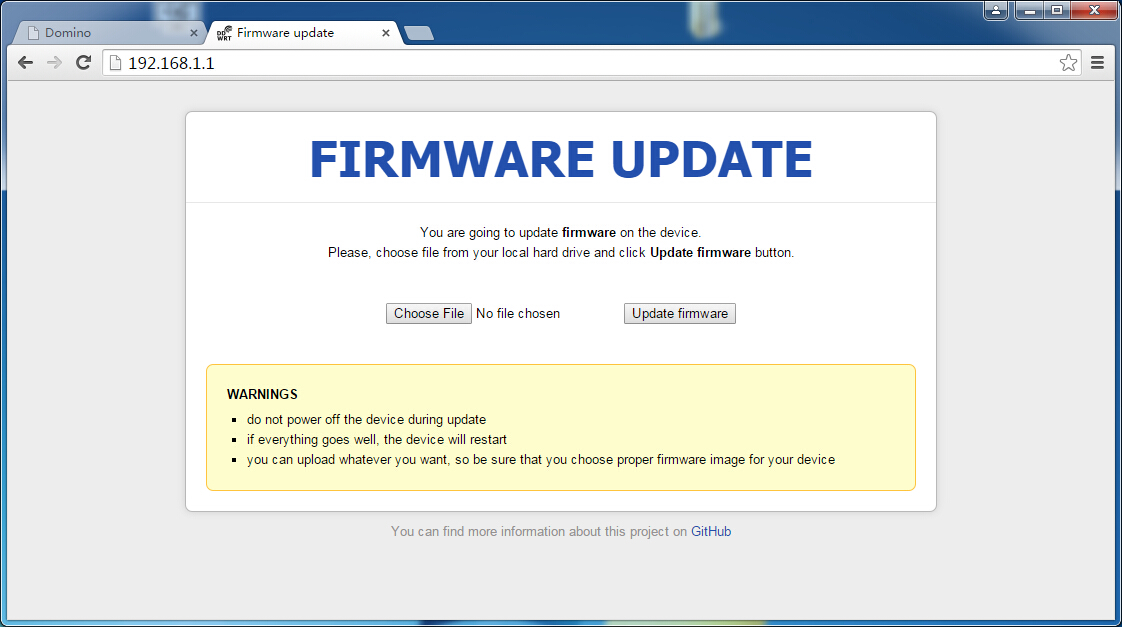 Domino
DD WRT Firmware update
192.168.1.1
FIRMWARE UPDATE
You are going to update firmware on the device.
Please, choose file from your local hard drive and click Update firmware button.
Choose File No file chosen Update firmware
WARNINGS
do not power off the device during update
if everything goes well, the device will restart
you can upload whatever you want, so be sure that you choose proper firmware image for your device
You can find more information about this project on GitHub